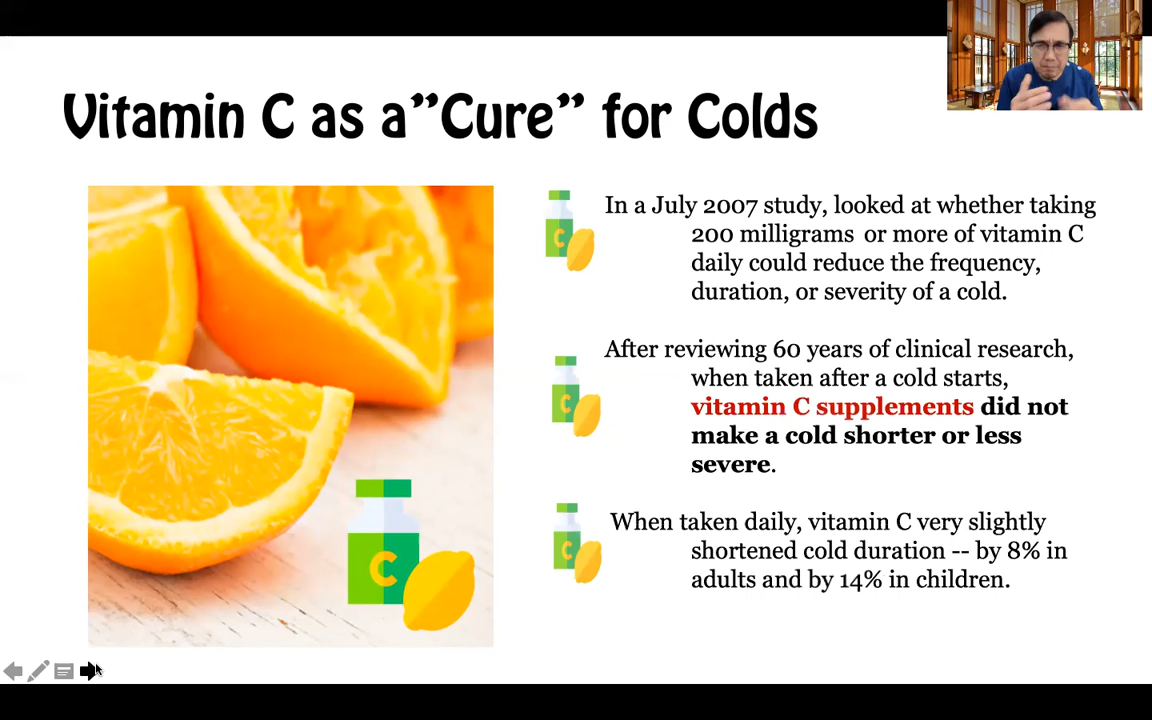 Vitamin C as a”Cure” for Colds
In a July 2007 study, looked at whether taking
200 milligrams or more of vitamin C
daily could reduce the frequency,
duration, or severity of a cold.
After reviewing 60 years of clinical research,
when taken after a cold starts,
vitamin C supplements did not
make a cold shorter or less
severe.
When taken daily, vitamin C very slightly
shortened cold duration -- by 8% in
adults and by 14% in children.
C
C
C
C